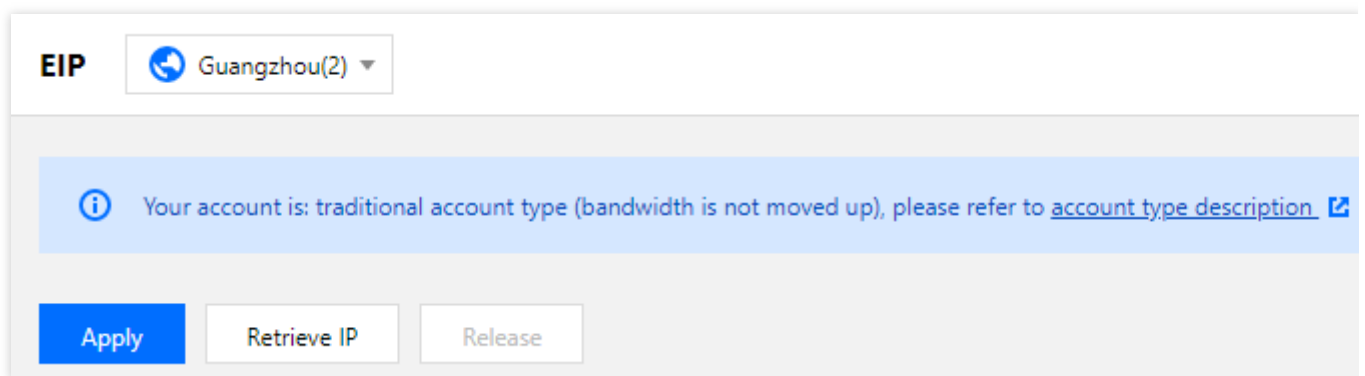 EIP Guangzhou(2)
Your account is: traditional account type (bandwidth is not moved up), please refer to account type description
Apply Retrieve IP Release